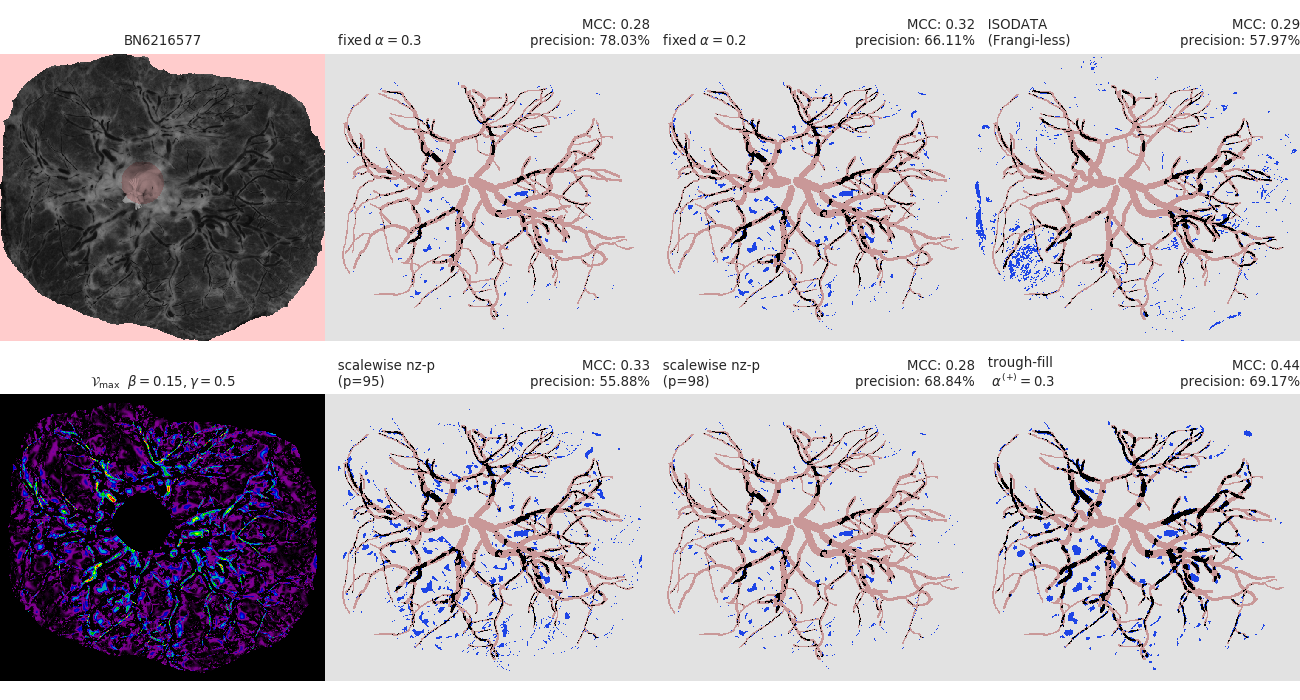 BN6216577
fixed α = 0.3
MCC: 0.28
precision: 78.03%
fixed α = 0.2
MCC: 0.32
precision: 66.11%
ISODATA
(Frangi-less)
MCC: 0.29
precision: 57.97%
𝒱max β = 0.15, γ = 0.5
scalewise nz-p
(p=95)
MCC: 0.33
precision: 55.88%
scalewise nz-p
(p=98)
MCC: 0.28
precision: 68.84%
trough-fill
α(+) = 0.3
MCC: 0.44
precision: 69.17%